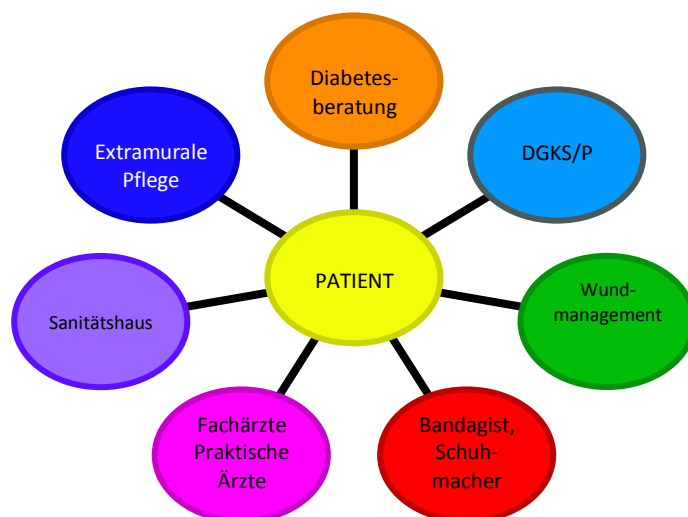 Diabetes-
beratung
Extramurale
Pflege
DGKS/P
PATIENT
Sanitätshaus
Wund-
management
Fachärzte
Praktische
Ärzte
Bandagist,
Schuh-
macher